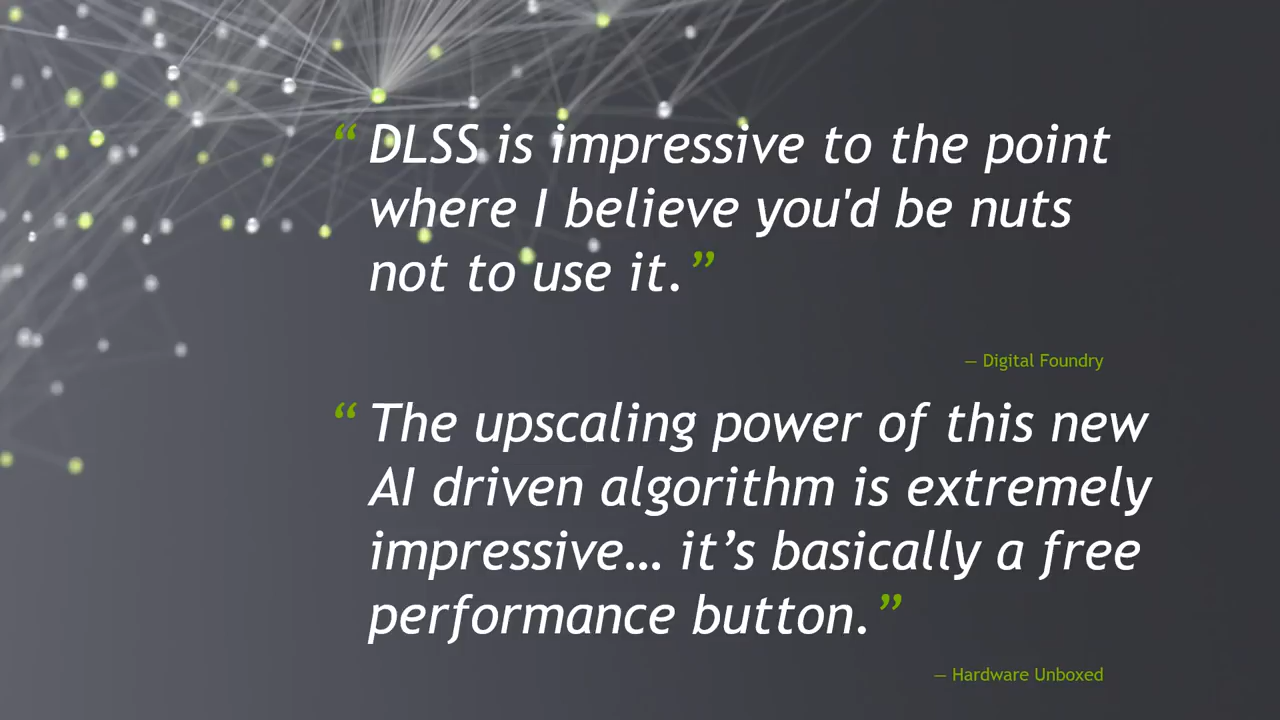 “ DLSS is impressive to the point
where I believe you'd be nuts
not to use it.”
— Digital Foundry
“ The upscaling power of this new
AI driven algorithm is extremely
impressive… it’s basically a free
performance button.”
— Hardware Unboxed